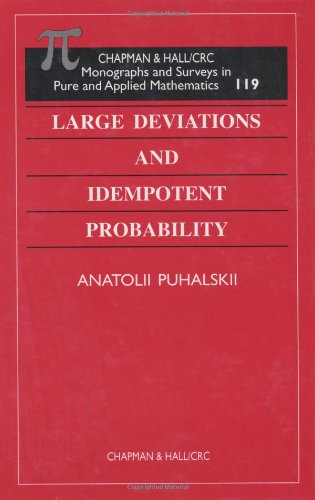 π
CHAPMAN & HALL/CRC
Monographs and Surveys in
Pure and Applied Mathematics 119
LARGE DEVIATIONS
AND
IDEMPOTENT
PROBABILITY
ANATOLII PUHALSKII
CHAPMAN & HALL/CRC